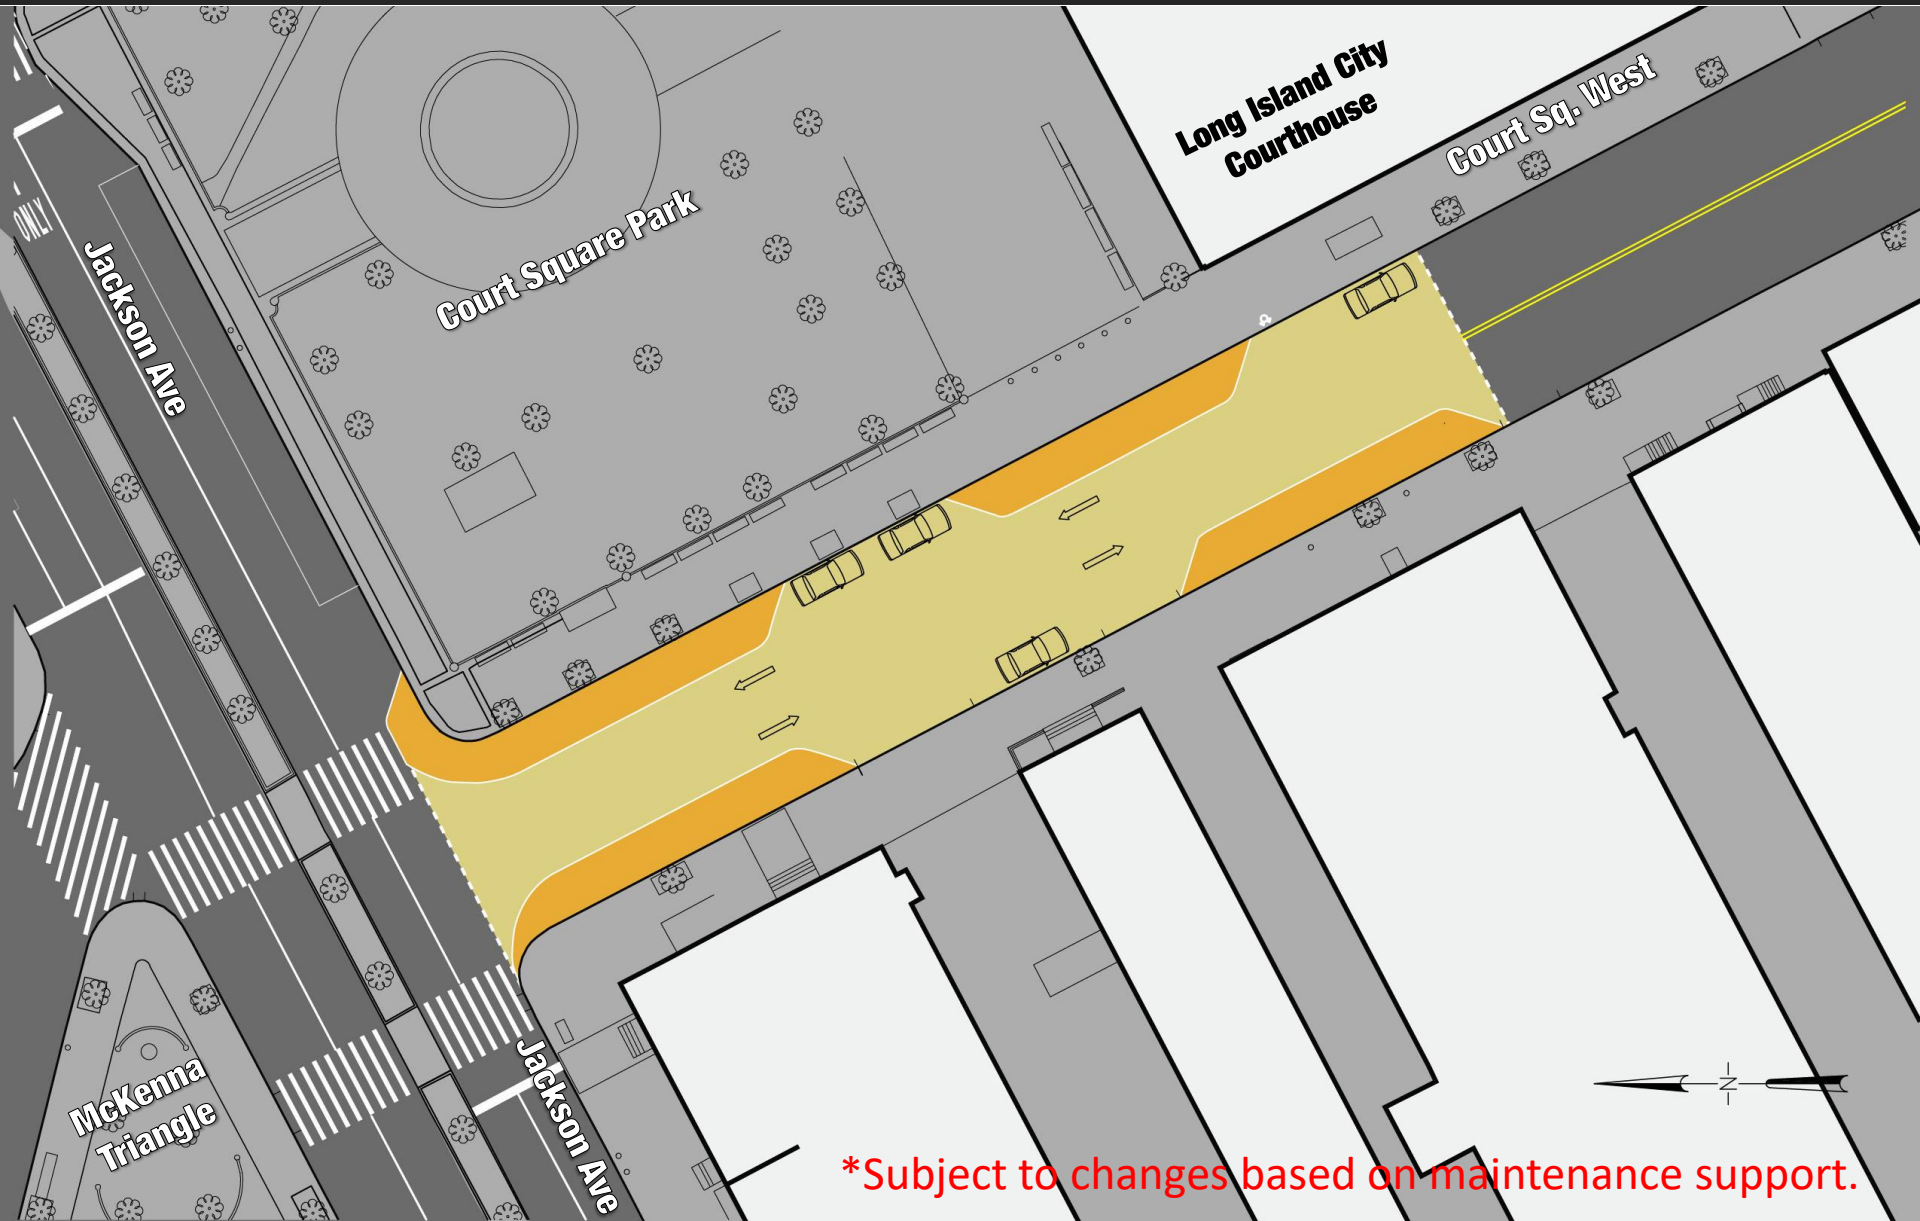 Long Island City
Courthouse
Court Sq. West
Court Square Park
ONLY
Jackson Ave
McKenna
Triangle
Jackson Ave
N
*Subject to changes based on maintenance support.